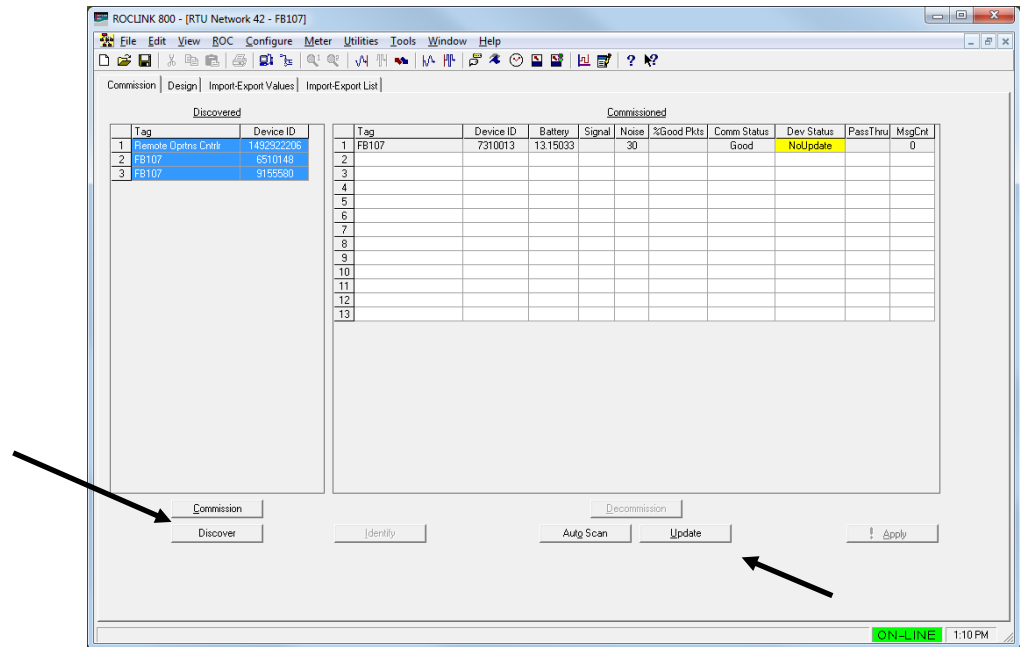 ROCLINK 800 - [RTU Network 42 - FB107]
File Edit View ROC Configure Meter Utilities Tools Window Help
Commission Design Import-Export Values Import-Export List
Discovered
Tag Device ID
1 Remote Oprtns Cntrlr 1492922206
2 FB107 6510148
3 FB107 9155580
Commissioned
Tag Device ID Battery Signal Noise %Good Pkts Comm Status Dev Status PassThru MsgCnt
1 FB107 7310013 13.15033 30 Good NoUpdate 0
2
3
4
5
6
7
8
9
10
11
12
13
Commission Decommission
Discover Identify Auto Scan Update ! Apply
ON-LINE 1:10 PM